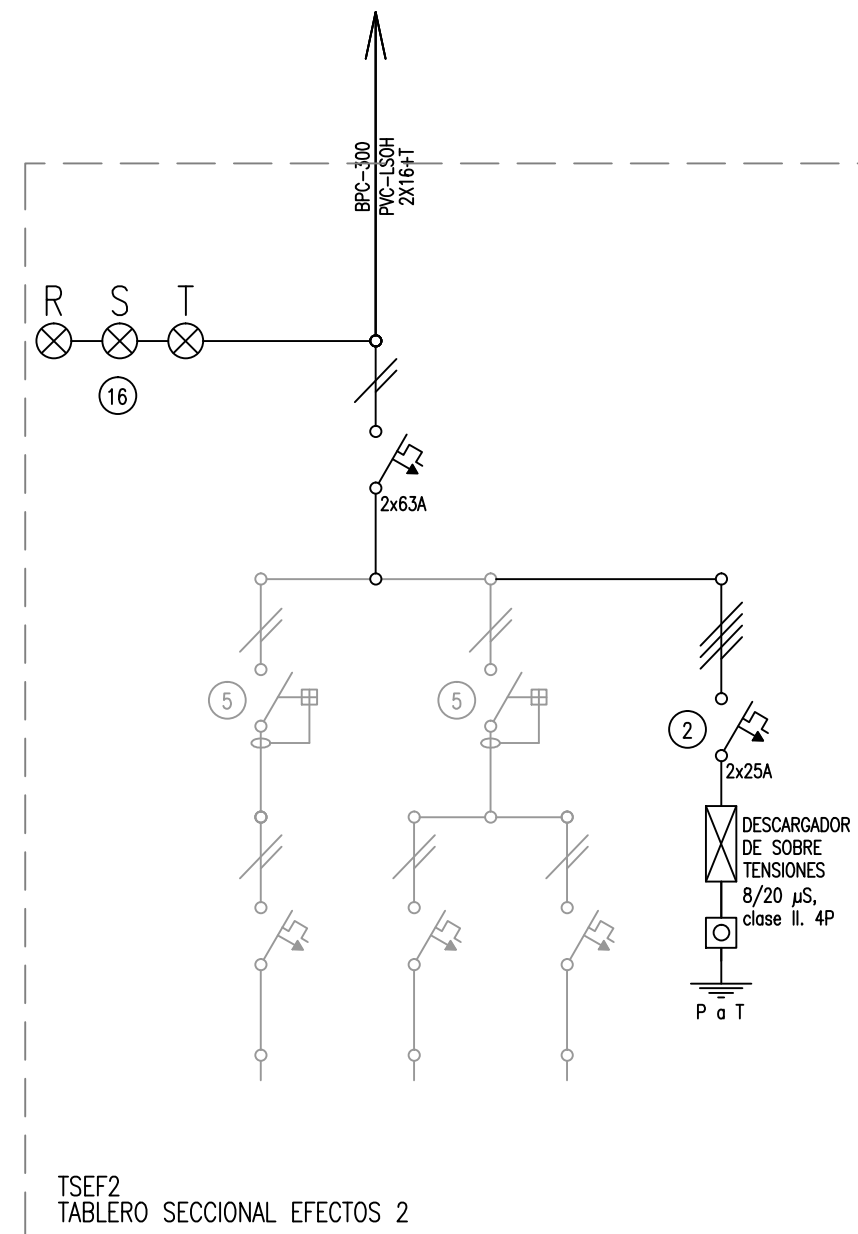 BPC-300
PVC-LSOH
2X16+T
R S T
16
2x63A
5
5
2
2x25A
DESCARGADOR
DE SOBRE
TENSIONES
8/20 µS,
clase II. 4P
P a T
TSEF2
TABLERO SECCIONAL EFECTOS 2